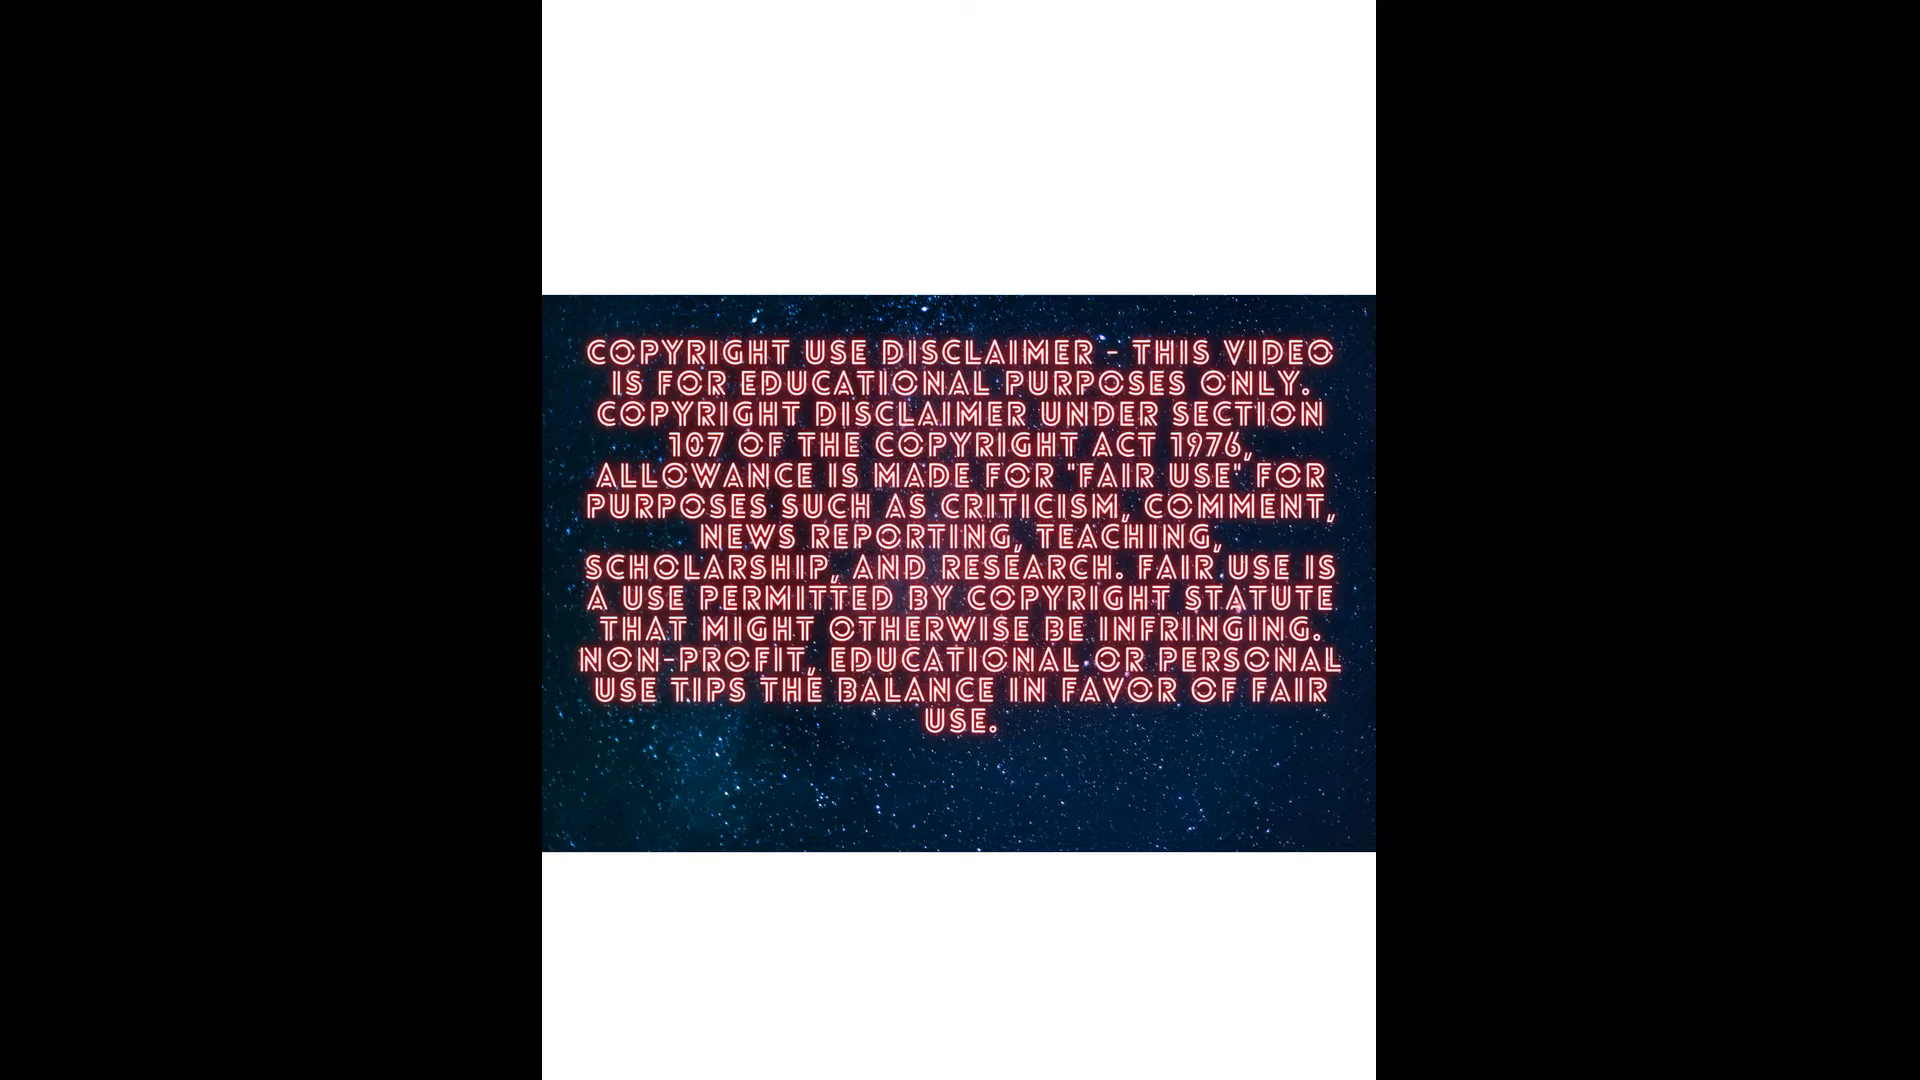 COPYRIGHT USE DISCLAIMER - THIS VIDEO
IS FOR EDUCATIONAL PURPOSES ONLY.
COPYRIGHT DISCLAIMER UNDER SECTION
107 OF THE COPYRIGHT ACT 1976,
ALLOWANCE IS MADE FOR "FAIR USE" FOR
PURPOSES SUCH AS CRITICISM, COMMENT,
NEWS REPORTING, TEACHING,
SCHOLARSHIP, AND RESEARCH. FAIR USE IS
A USE PERMITTED BY COPYRIGHT STATUTE
THAT MIGHT OTHERWISE BE INFRINGING.
NON-PROFIT, EDUCATIONAL OR PERSONAL
USE TIPS THE BALANCE IN FAVOR OF FAIR
USE.